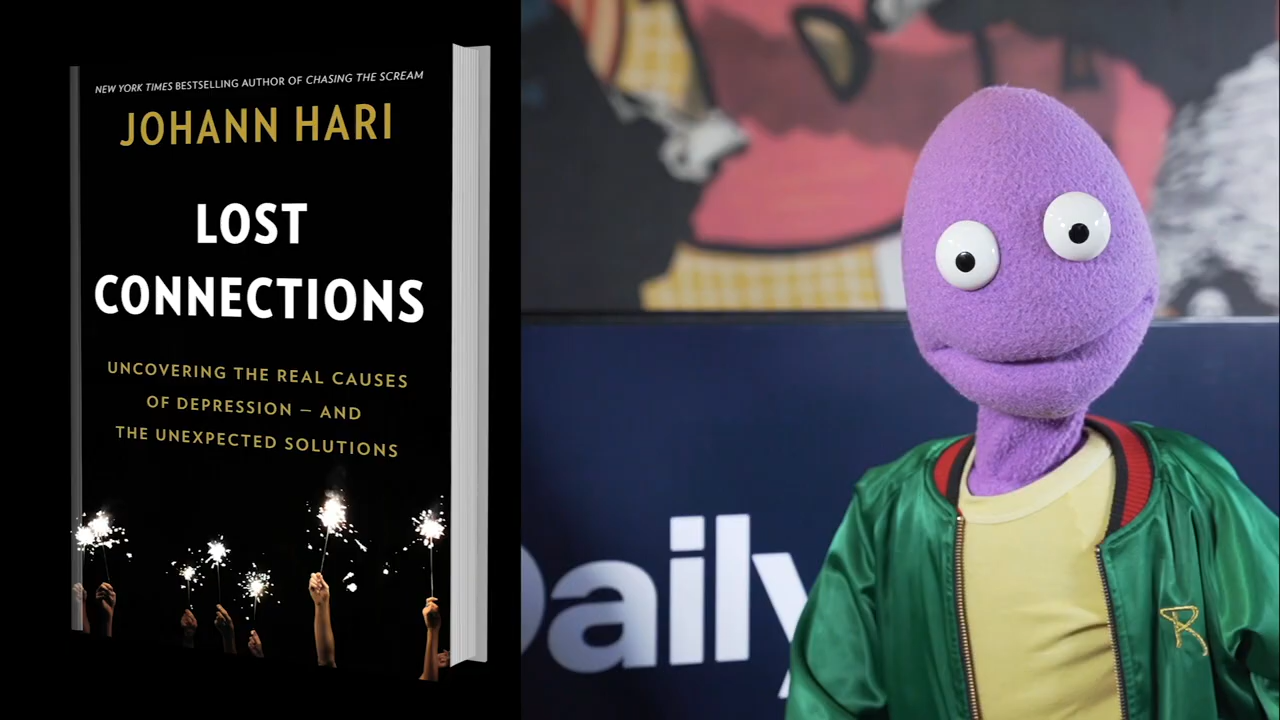 NEW YORK TIMES BESTSELLING AUTHOR OF CHASING THE SCREAM
JOHANN HARI
LOST
CONNECTIONS
UNCOVERING THE REAL CAUSES
OF DEPRESSION – AND
THE UNEXPECTED SOLUTIONS
Daily
R